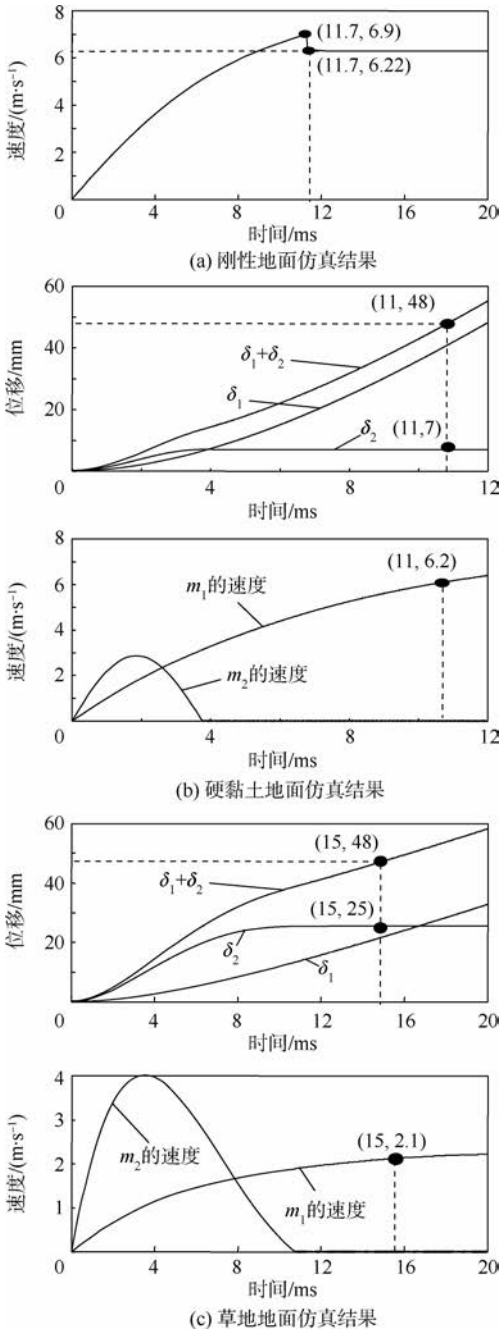 8
(11.7, 6.9)
6
(11.7, 6.22)
4
2
速度/(m·s⁻¹)
0 4 8 12 16 20
时间/ms
(a) 刚性地面仿真结果
60
(11, 48)
40
δ₁+δ₂
位移/mm
δ₁
20
δ₂
(11,7)
0 4 8 12
时间/ms
8
(11, 6.2)
6
m₁的速度
速度/(m·s⁻¹)
4
2
m₂的速度
0 4 8 12
时间/ms
(b) 硬黏土地面仿真结果
60
(15, 48)
40
δ₁+δ₂
(15, 25)
位移/mm
20
δ₂
δ₁
0 4 8 12 16 20
时间/ms
4
3
m₂的速度
(15, 2.1)
速度/(m·s⁻¹)
2
m₁的速度
1
0 4 8 12 16 20
时间/ms
(c) 草地地面仿真结果